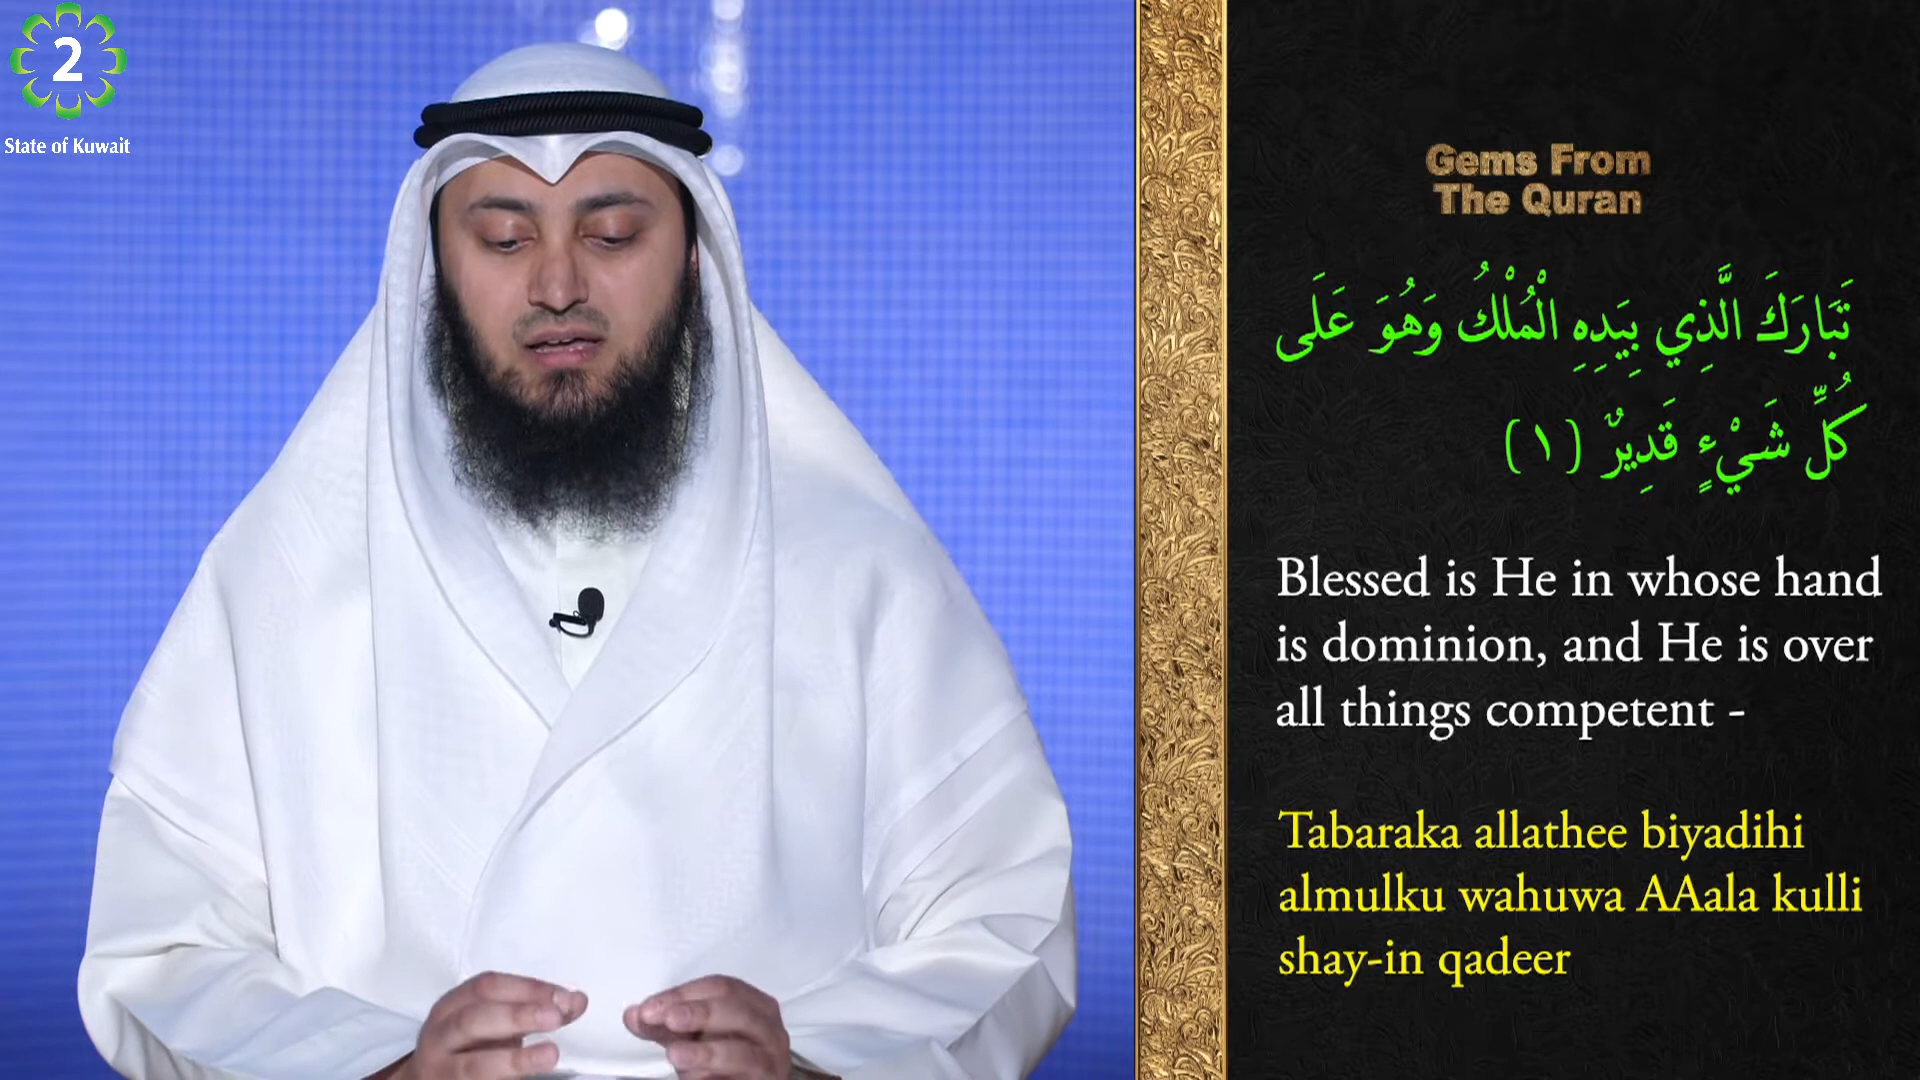 2
State of Kuwait
Gems From
The Quran
تَبَارَكَ الَّذِي بِيَدِهِ الْمُلْكُ وَهُوَ عَلَى
كُلِّ شَيْءٍ قَدِيرٌ (١)
Blessed is He in whose hand
is dominion, and He is over
all things competent -
Tabaraka allathee biyadihi
almulku wahuwa AAala kulli
shay-in qadeer